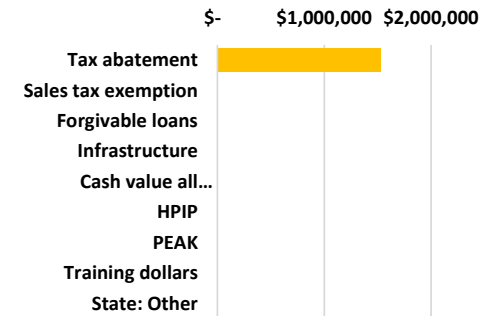 $- $1,000,000 $2,000,000
Tax abatement
Sales tax exemption
Forgivable loans
Infrastructure
Cash value all...
HPIP
PEAK
Training dollars
State: Other